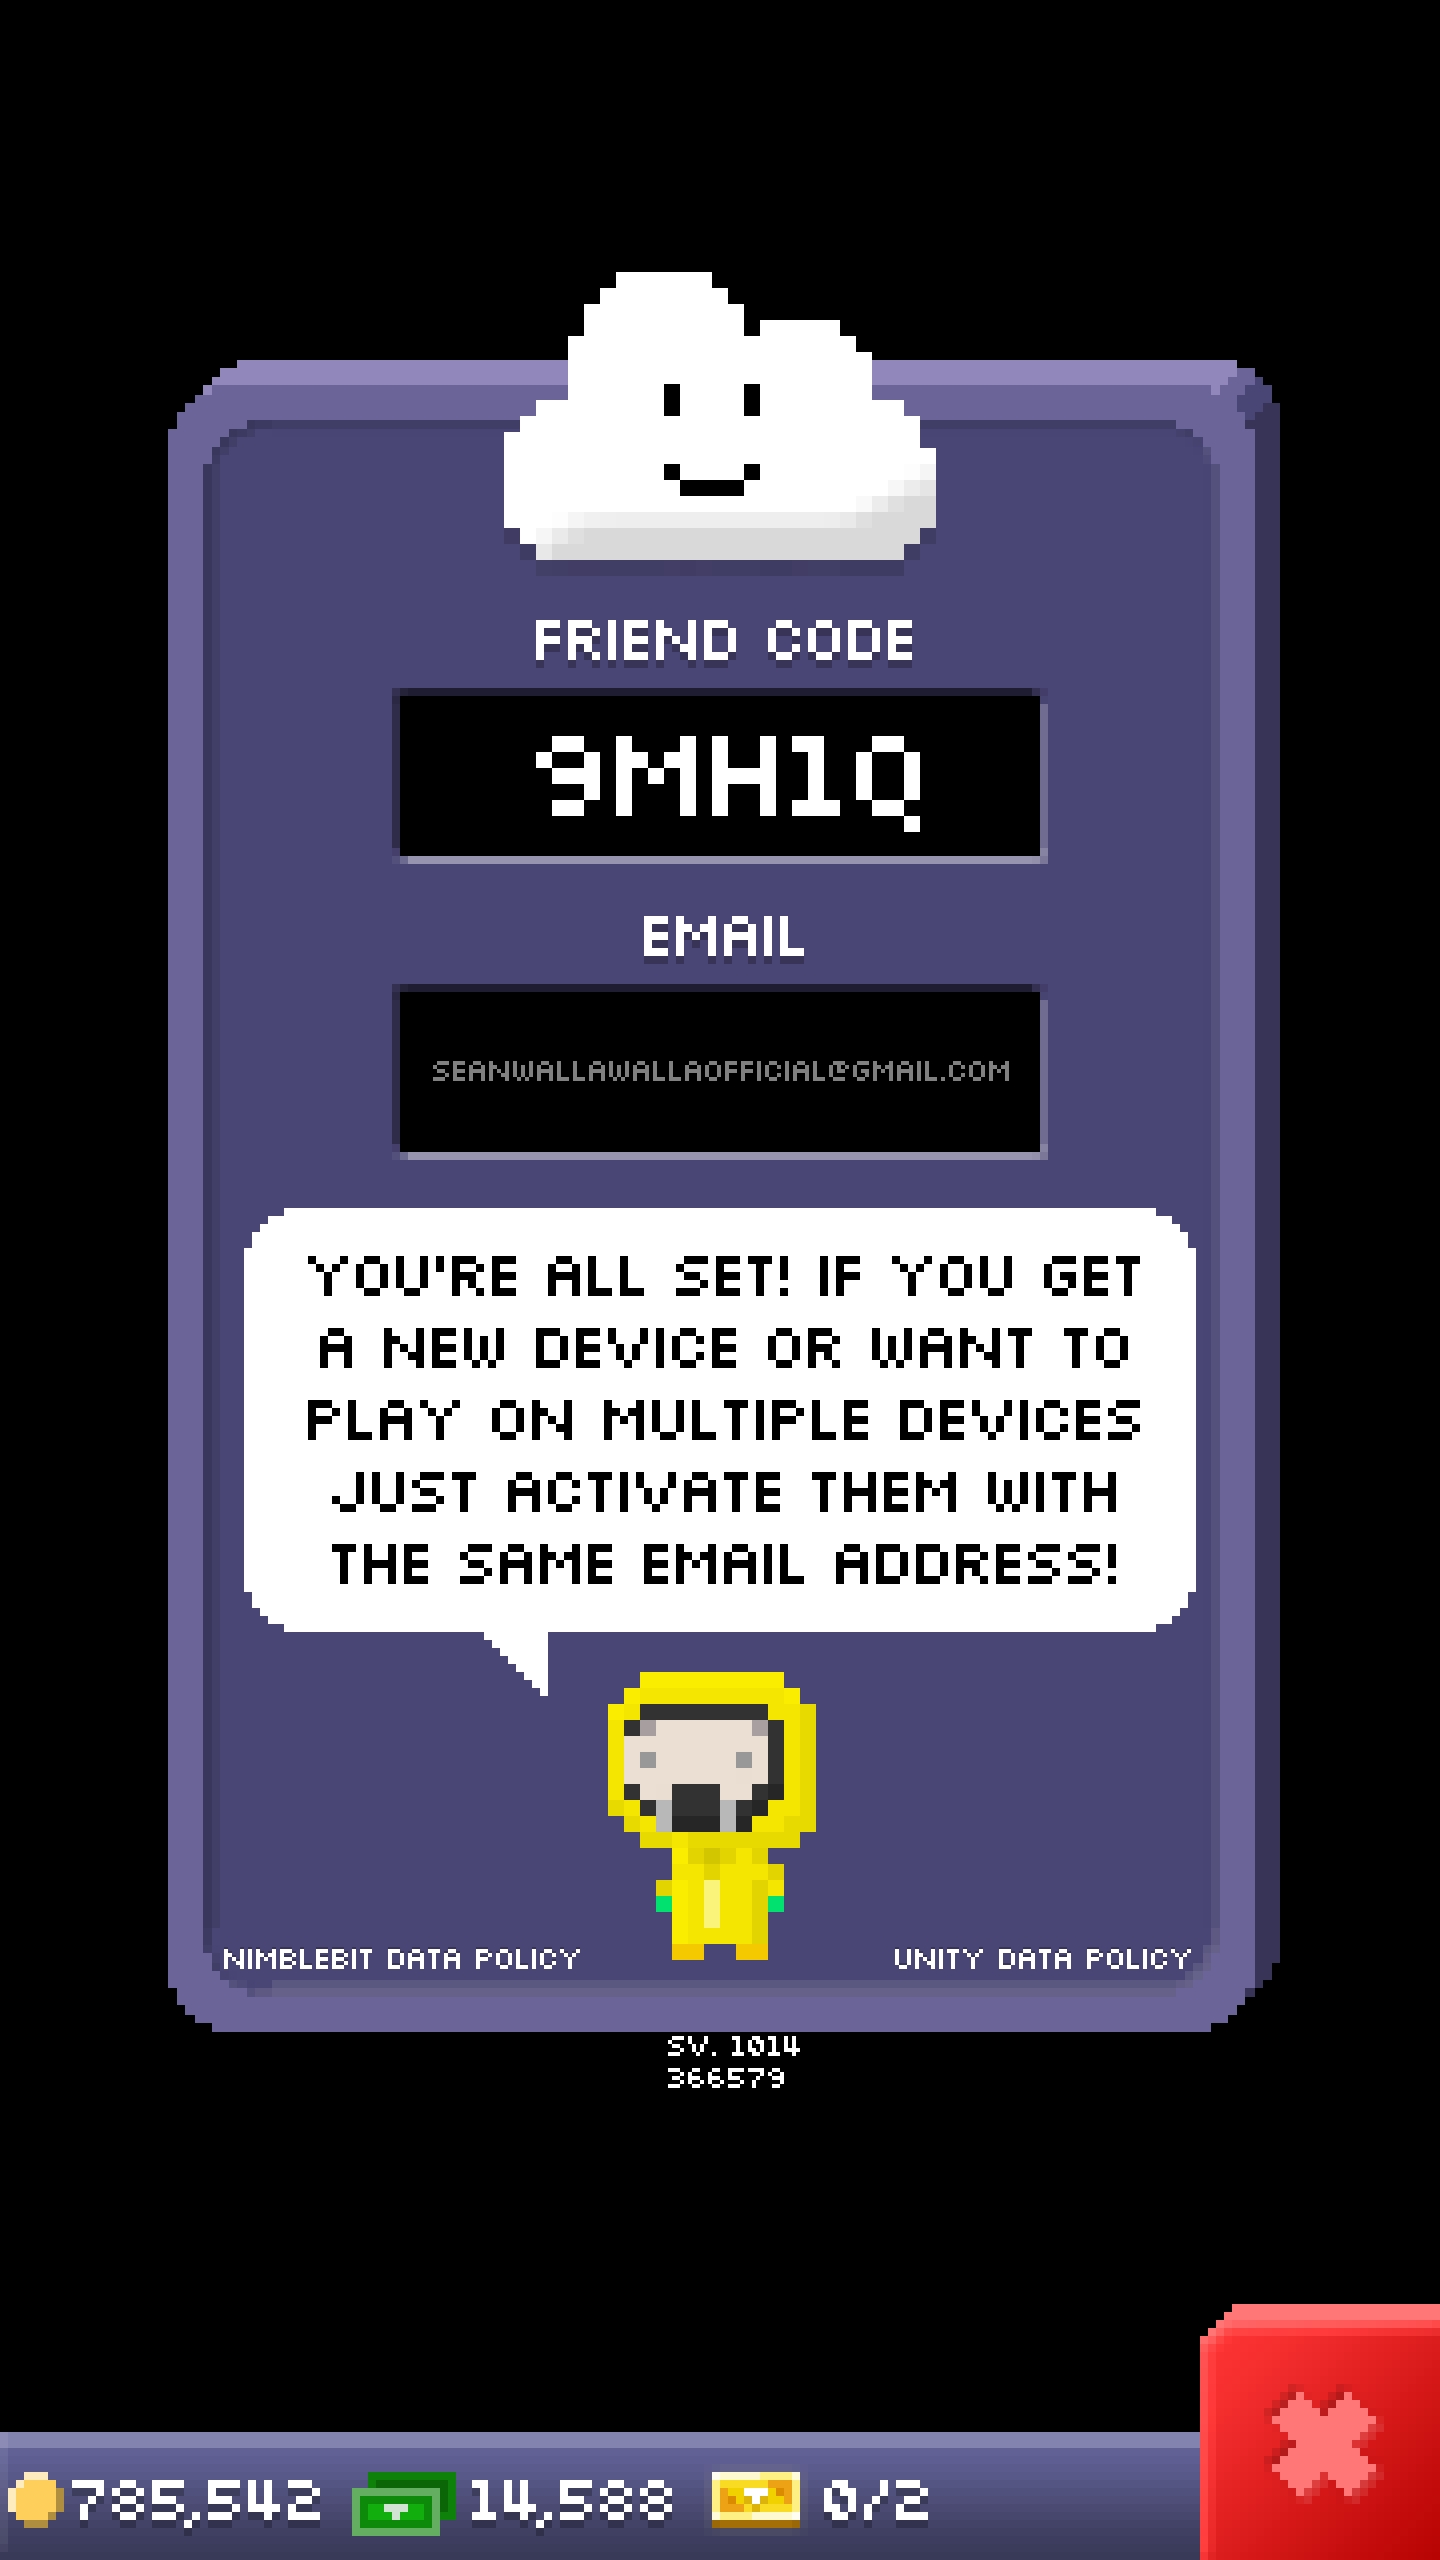 FRIEND CODE
9MH1Q
EMAIL
SEANWALLAWALLAOFFICIAL@GMAIL.COM
YOU'RE ALL SET! IF YOU GET
A NEW DEVICE OR WANT TO
PLAY ON MULTIPLE DEVICES
JUST ACTIVATE THEM WITH
THE SAME EMAIL ADDRESS!
NIMBLEBIT DATA POLICY UNITY DATA POLICY
SV. 1014
366579
785,542 14,588 0/2